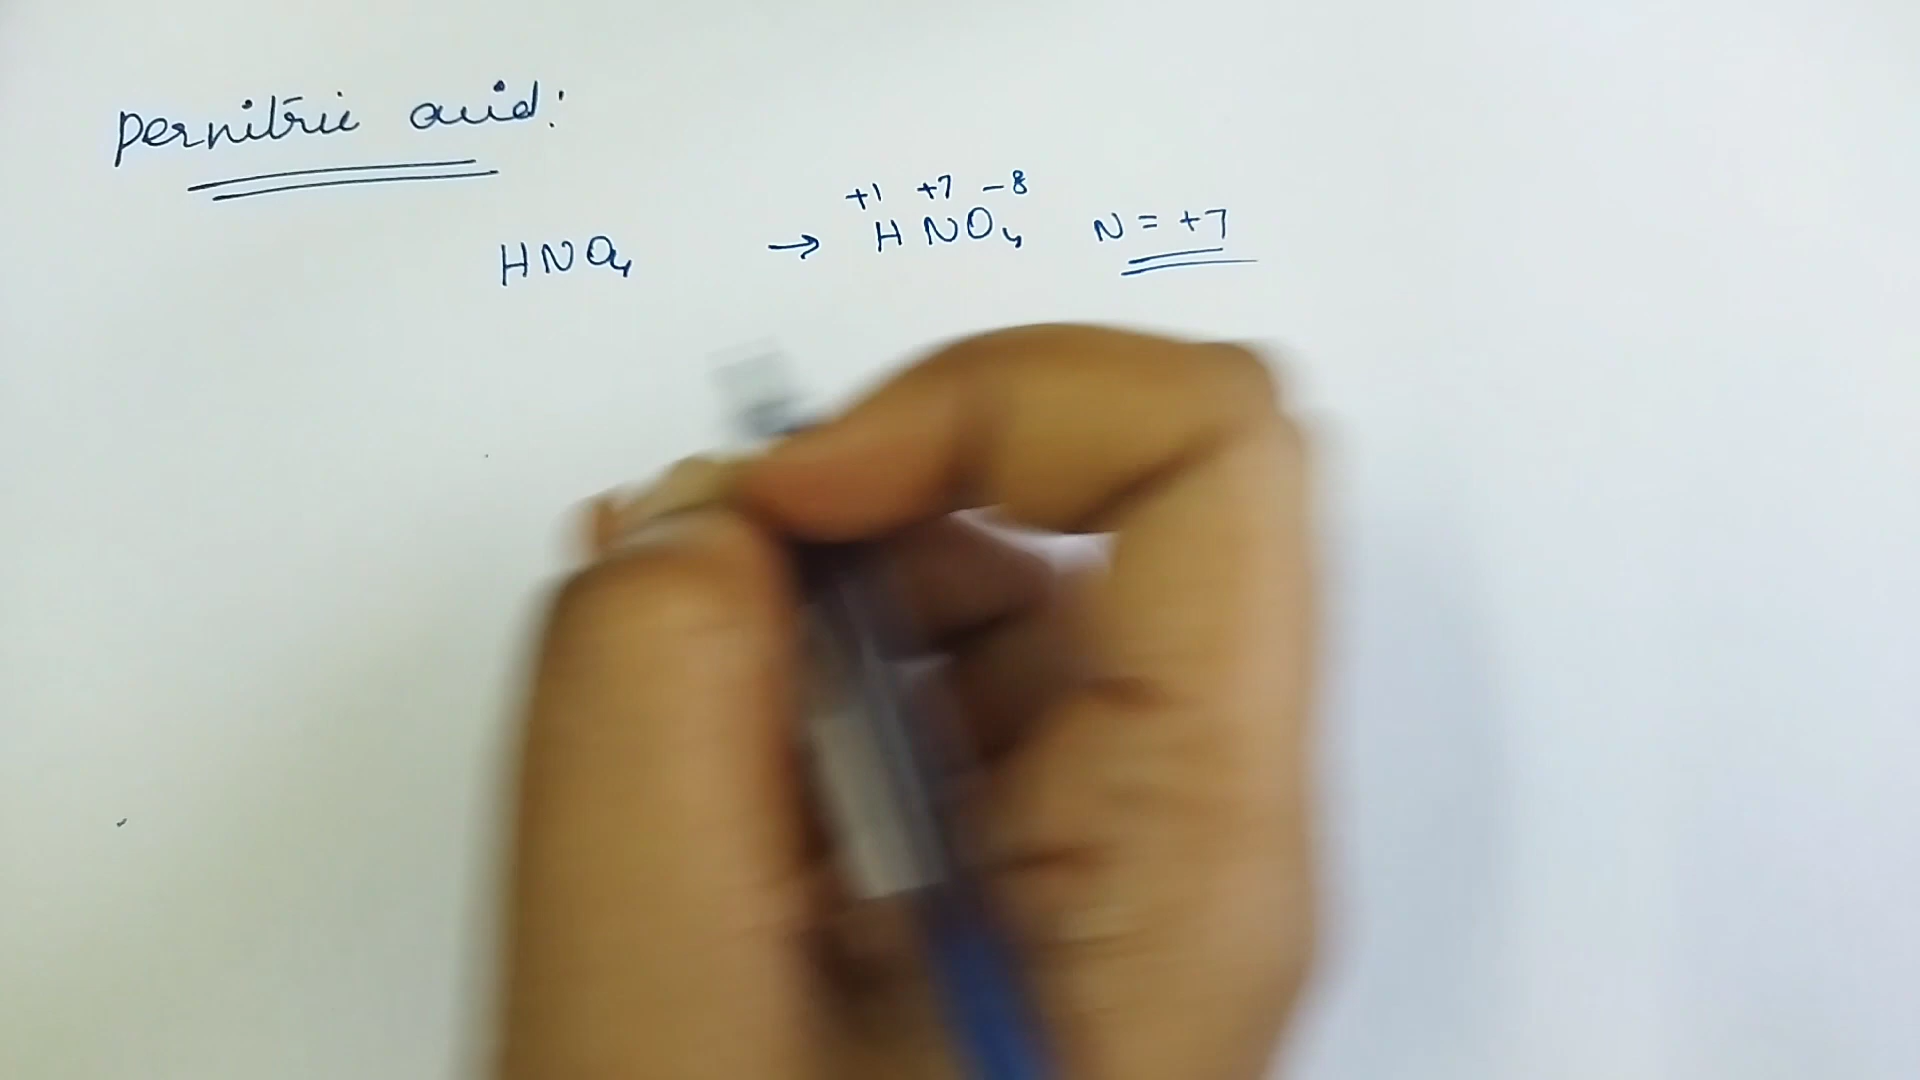 Pernitric acid:
+1 +7 -8
HNO₄ → HNO₄ N = +7